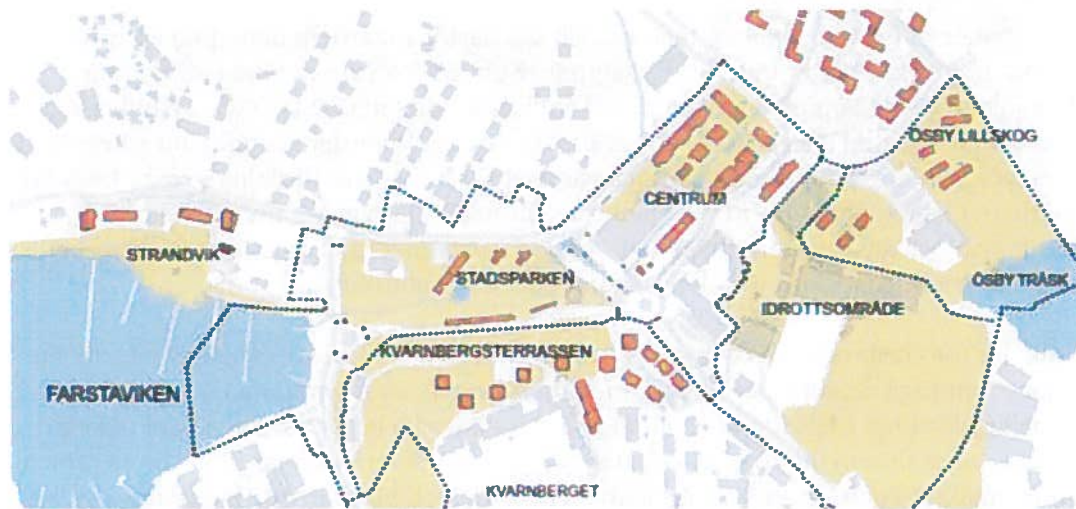 ÖSBY LILLSKOG
CENTRUM
STRANDVIK
STADSPARKEN
ÖSBY TRÄSK
IDROTTSOMRÅDE
KVARNBERGSTERRASSEN
FARSTAVIKEN
KVARNBERGET